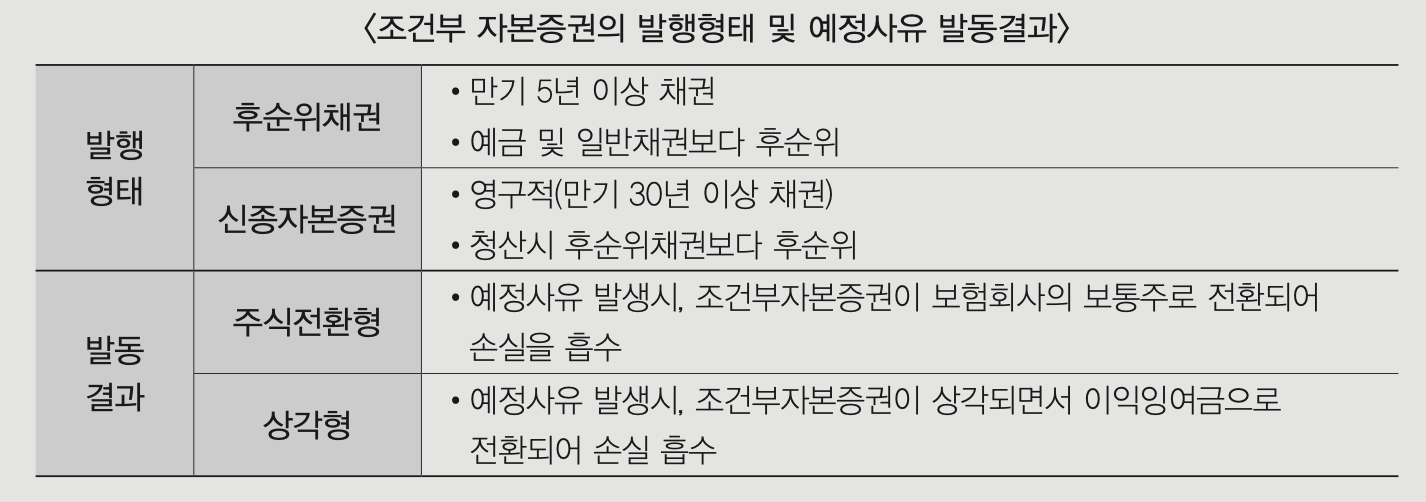 〈조건부 자본증권의 발행형태 및 예정사유 발동결과〉
발행
형태
후순위채권
• 만기 5년 이상 채권
• 예금 및 일반채권보다 후순위
신종자본증권
• 영구적(만기 30년 이상 채권)
• 청산시 후순위채권보다 후순위
발동
결과
주식전환형
• 예정사유 발생시, 조건부자본증권이 보험회사의 보통주로 전환되어
손실을 흡수
상각형
• 예정사유 발생시, 조건부자본증권이 상각되면서 이익잉여금으로
전환되어 손실 흡수